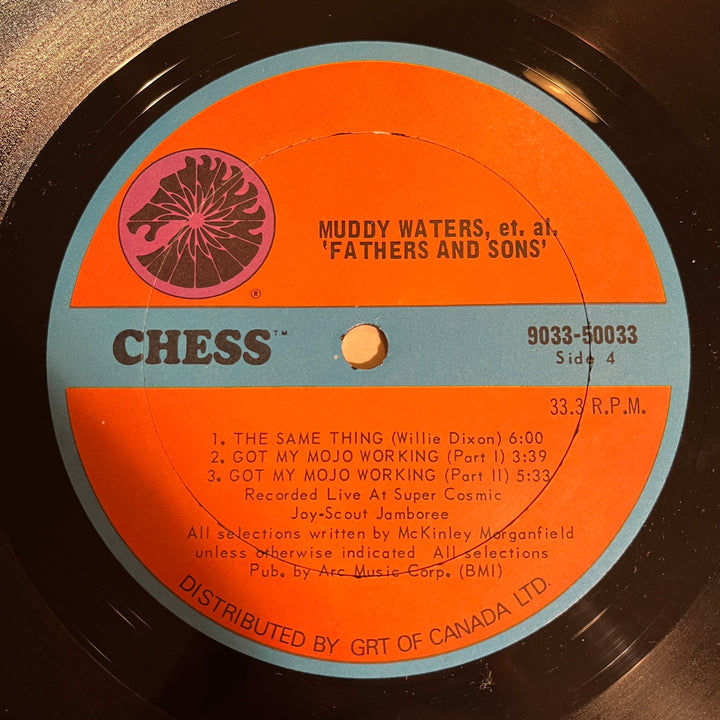 MUDDY WATERS, et. al.
'FATHERS AND SONS'
®
CHESS™
9033-50033
Side 4
33.3 R.P.M.
1. THE SAME THING (Willie Dixon) 6:00
2. GOT MY MOJO WORKING (Part I) 3:39
3. GOT MY MOJO WORKING (Part II) 5:33
Recorded Live At Super Cosmic
Joy-Scout Jamboree
All selections written by McKinley Morganfield
unless otherwise indicated All selections
Pub. by Arc Music Corp. (BMI)
DISTRIBUTED BY GRT OF CANADA LTD.